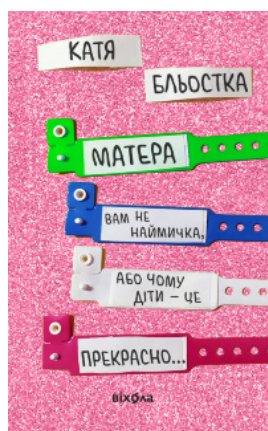 КАТЯ
БЛЬОСТКА
МАТЕРА
ВАМ НЕ
НАЙМИЧКА,
АБО ЧОМУ
ДІТИ – ЦЕ
ПРЕКРАСНО...
віхола